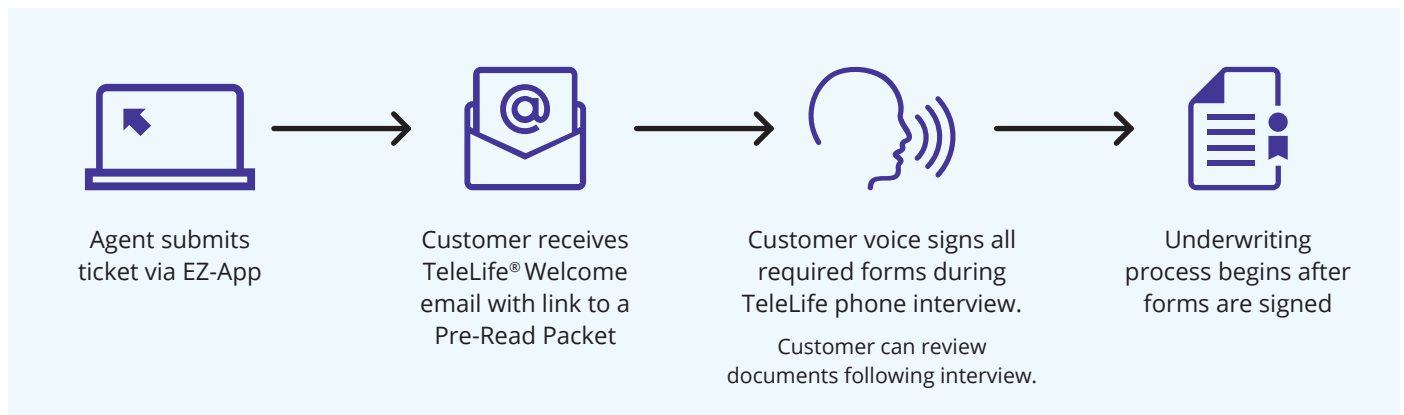 @
Agent submits
ticket via EZ-App
Customer receives
TeleLife® Welcome
email with link to a
Pre-Read Packet
Customer voice signs all
required forms during
TeleLife phone interview.
Customer can review
documents following interview.
Underwriting
process begins after
forms are signed